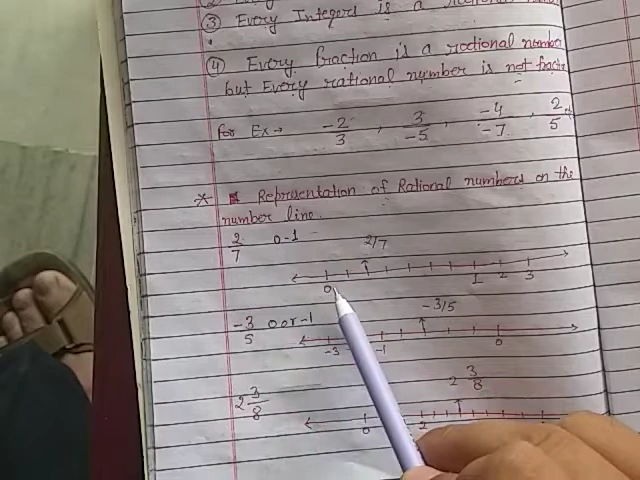 ③ Every Integers is a
④ Every fraction is a rational number
but Every rational number is not
for Ex→ -2/3 , 3/-5 , -4/-7 , 2/5
* Representation of Rational numbers on the
number line.
2/7 0-1 2/7
0 1 2 3
-3/5 0 or -1 -3/5
-3 -1 0
2 3/8 2 3/8
0 2